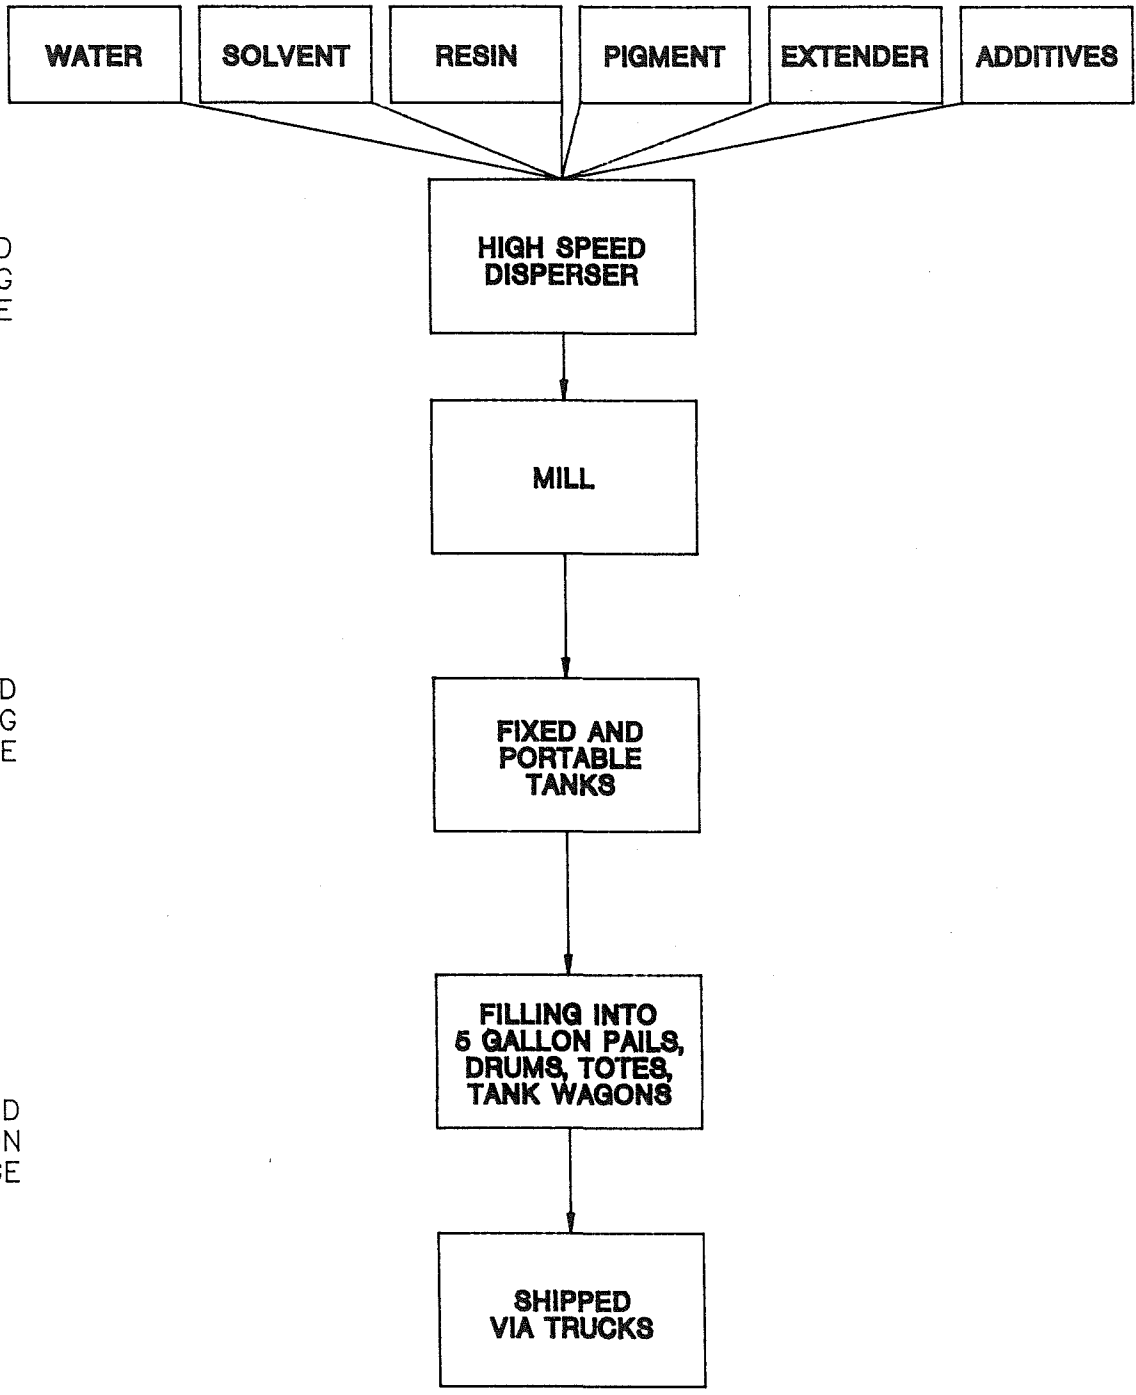 WATER
SOLVENT
RESIN
PIGMENT
EXTENDER
ADDITIVES
HIGH SPEED
DISPERSER
MILL
FIXED AND
PORTABLE
TANKS
FILLING INTO
5 GALLON PAILS,
DRUMS, TOTES,
TANK WAGONS
SHIPPED
VIA TRUCKS